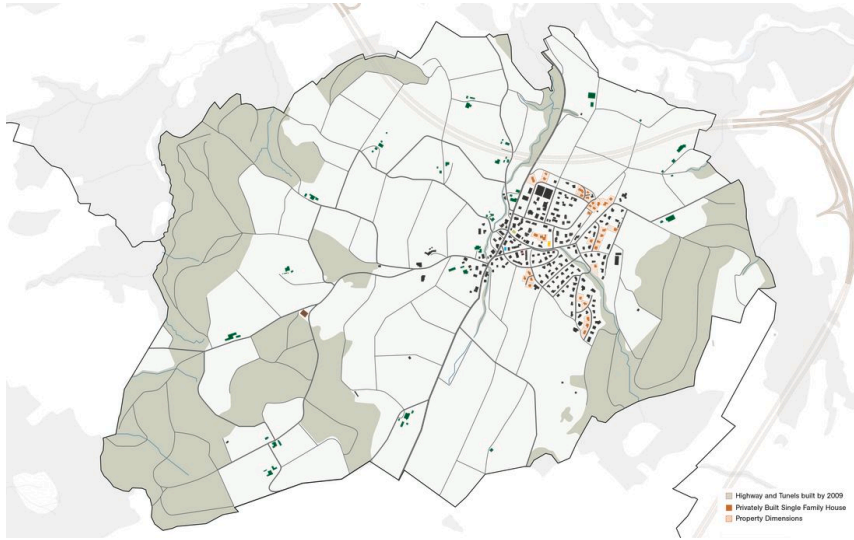 Highway and Tunels built by 2009
Privately Built Single Family House
Property Dimensions